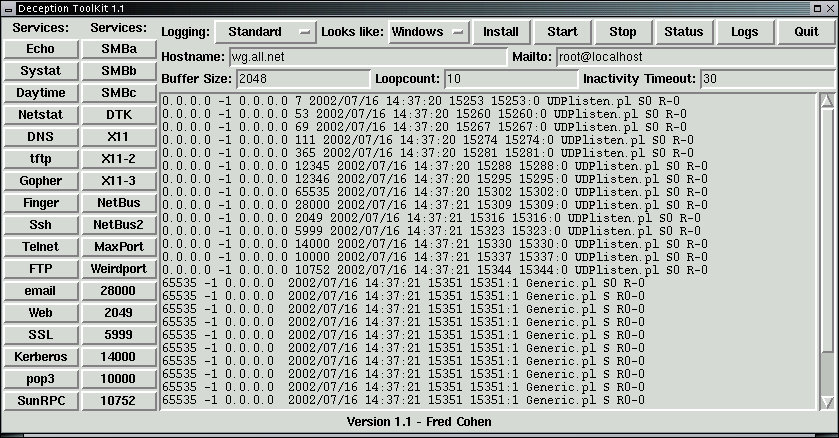 Deception ToolKit 1.1
Services: Services: Logging: Standard Looks like: Windows Install Start Stop Status Logs Quit
Echo SMBa Hostname: wg.all.net Mailto: root@localhost
Systat SMBb Buffer Size: 2048 Loopcount: 10 Inactivity Timeout: 30
Daytime SMBc
Netstat DTK
DNS X11
tftp X11-2
Gopher X11-3
Finger NetBus
Ssh NetBus2
Telnet MaxPort
FTP Weirdport
email 28000
Web 2049
SSL 5999
Kerberos 14000
pop3 10000
SunRPC 10752
0.0.0.0 -1 0.0.0.0 7 2002/07/16 14:37:20 15253 15253:0 UDPlisten.pl S0 R-0
0.0.0.0 -1 0.0.0.0 53 2002/07/16 14:37:20 15260 15260:0 UDPlisten.pl S0 R-0
0.0.0.0 -1 0.0.0.0 69 2002/07/16 14:37:20 15267 15267:0 UDPlisten.pl S0 R-0
0.0.0.0 -1 0.0.0.0 111 2002/07/16 14:37:20 15274 15274:0 UDPlisten.pl S0 R-0
0.0.0.0 -1 0.0.0.0 365 2002/07/16 14:37:20 15281 15281:0 UDPlisten.pl S0 R-0
0.0.0.0 -1 0.0.0.0 12345 2002/07/16 14:37:20 15288 15288:0 UDPlisten.pl S0 R-0
0.0.0.0 -1 0.0.0.0 12346 2002/07/16 14:37:20 15295 15295:0 UDPlisten.pl S0 R-0
0.0.0.0 -1 0.0.0.0 65535 2002/07/16 14:37:20 15302 15302:0 UDPlisten.pl S0 R-0
0.0.0.0 -1 0.0.0.0 28000 2002/07/16 14:37:21 15309 15309:0 UDPlisten.pl S0 R-0
0.0.0.0 -1 0.0.0.0 2049 2002/07/16 14:37:21 15316 15316:0 UDPlisten.pl S0 R-0
0.0.0.0 -1 0.0.0.0 5999 2002/07/16 14:37:21 15323 15323:0 UDPlisten.pl S0 R-0
0.0.0.0 -1 0.0.0.0 14000 2002/07/16 14:37:21 15330 15330:0 UDPlisten.pl S0 R-0
0.0.0.0 -1 0.0.0.0 10000 2002/07/16 14:37:21 15337 15337:0 UDPlisten.pl S0 R-0
0.0.0.0 -1 0.0.0.0 10752 2002/07/16 14:37:21 15344 15344:0 UDPlisten.pl S0 R-0
65535 -1 0.0.0.0 2002/07/16 14:37:21 15351 15351:1 Generic.pl S0 R-0
65535 -1 0.0.0.0 2002/07/16 14:37:21 15351 15351:1 Generic.pl S R0-0
65535 -1 0.0.0.0 2002/07/16 14:37:21 15351 15351:1 Generic.pl S R0-0
65535 -1 0.0.0.0 2002/07/16 14:37:21 15351 15351:1 Generic.pl S R0-0
65535 -1 0.0.0.0 2002/07/16 14:37:21 15351 15351:1 Generic.pl S R0-0
65535 -1 0.0.0.0 2002/07/16 14:37:21 15351 15351:1 Generic.pl S R0-0
65535 -1 0.0.0.0 2002/07/16 14:37:21 15351 15351:1 Generic.pl S R0-0
65535 -1 0.0.0.0 2002/07/16 14:37:21 15351 15351:1 Generic.pl S R0-0
65535 -1 0.0.0.0 2002/07/16 14:37:21 15351 15351:1 Generic.pl S R0-0
65535 -1 0.0.0.0 2002/07/16 14:37:21 15351 15351:1 Generic.pl S R0-0
Version 1.1 - Fred Cohen